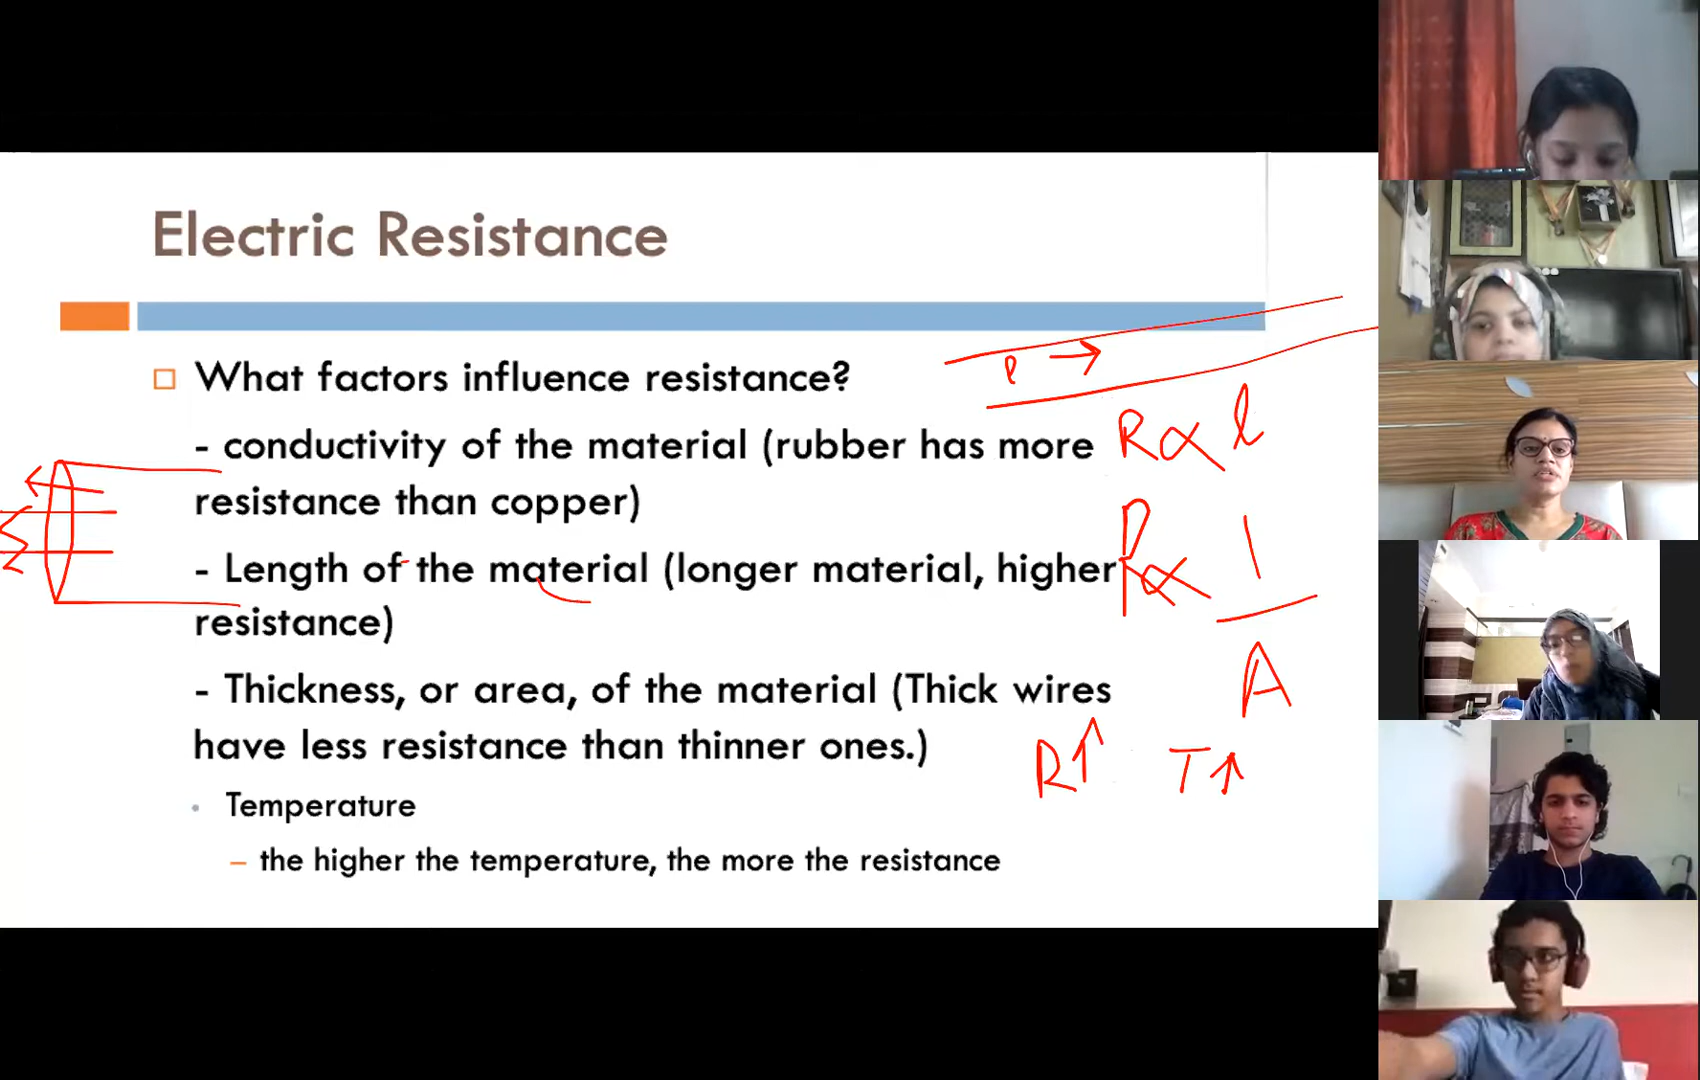 Electric Resistance
What factors influence resistance?
e →
- conductivity of the material (rubber has more
R ∝ l
resistance than copper)
- Length of the material (longer material, higher
R ∝ 1
resistance)
- Thickness, or area, of the material (Thick wires
A
have less resistance than thinner ones.)
R↑ T↑
Temperature
– the higher the temperature, the more the resistance